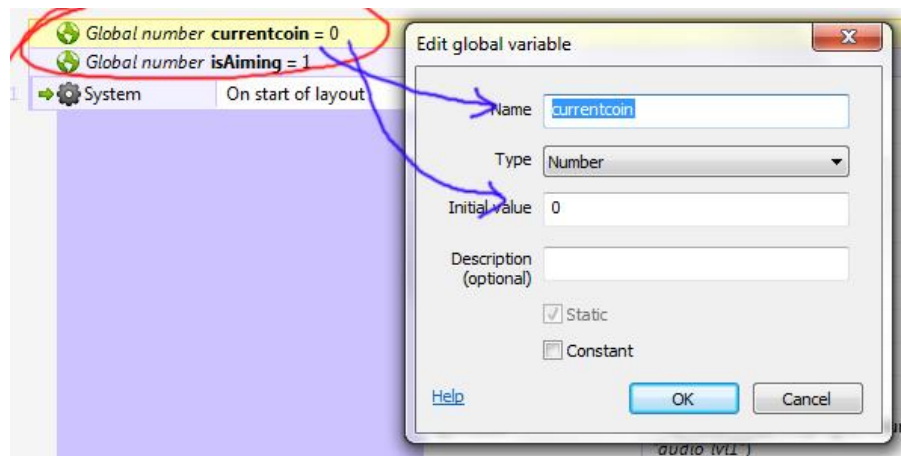 Global number currentcoin = 0
Global number isAiming = 1
1 System On start of layout
Edit global variable
Name currentcoin
Type Number
Initial value 0
Description
(optional)
Static
Constant
Help OK Cancel
"audio lvl1")